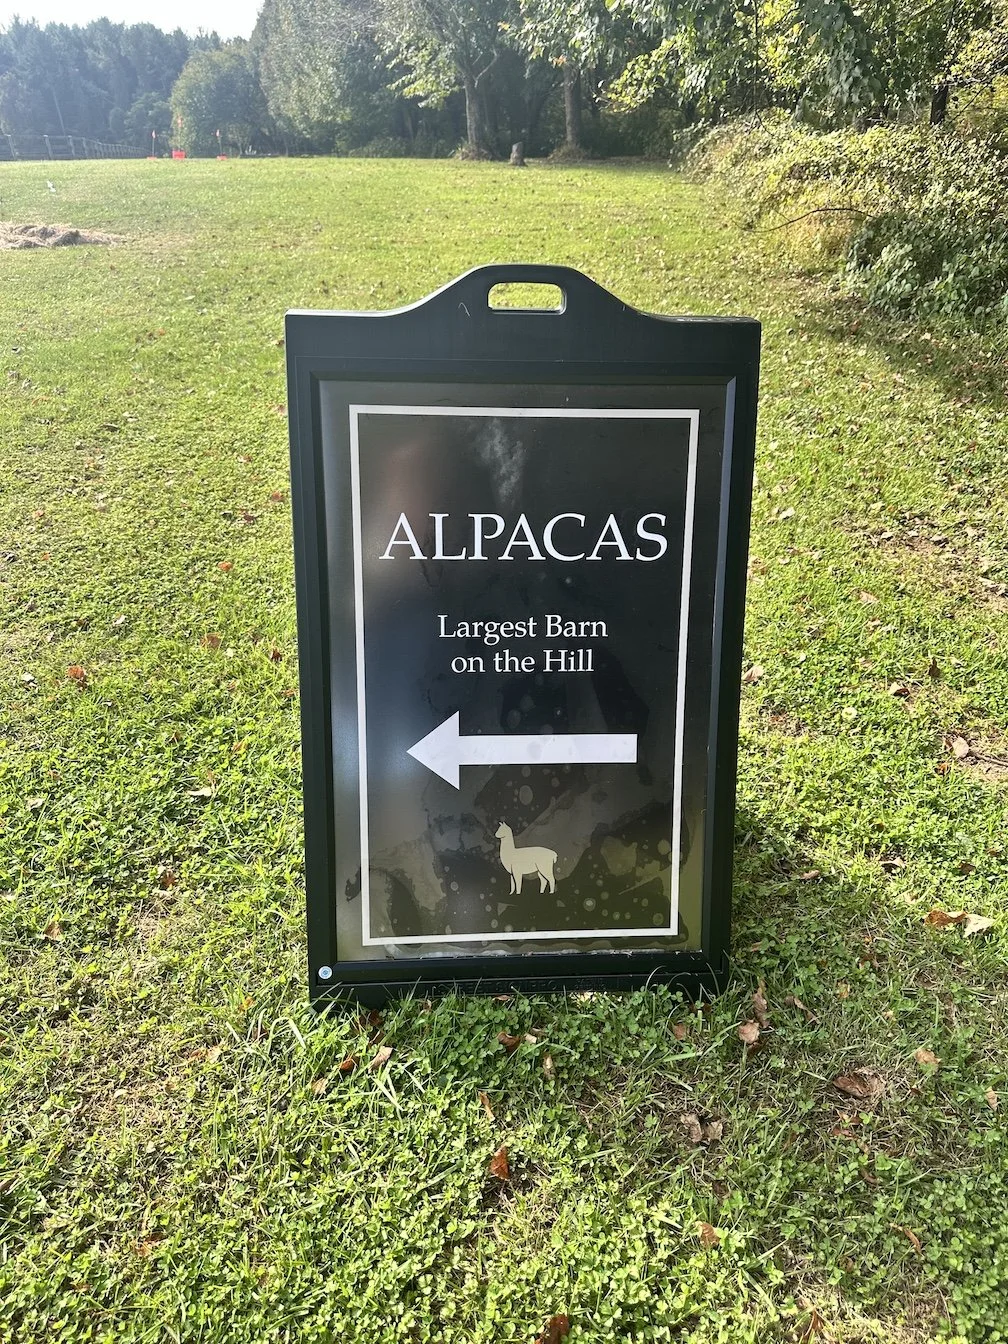 ALPACAS
Largest Barn
on the Hill